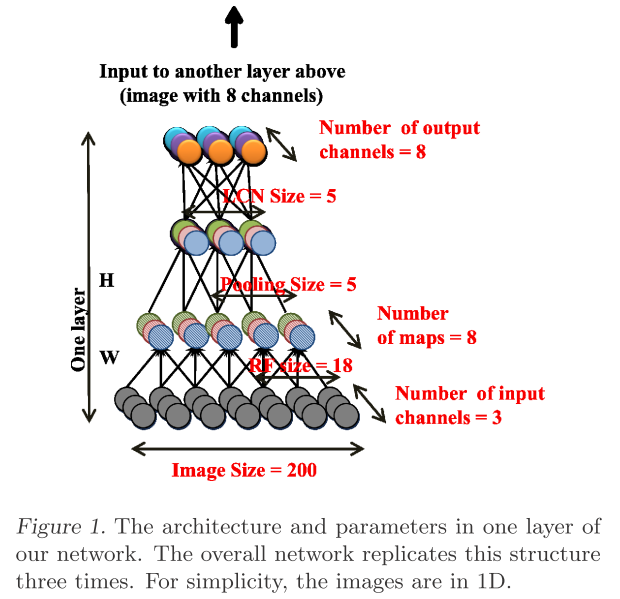 Input to another layer above
(image with 8 channels)
Number of output
channels = 8
LCN Size = 5
One layer
H
Pooling Size = 5
Number
of maps = 8
W
RF size = 18
Number of input
channels = 3
Image Size = 200
Figure 1. The architecture and parameters in one layer of
our network. The overall network replicates this structure
three times. For simplicity, the images are in 1D.